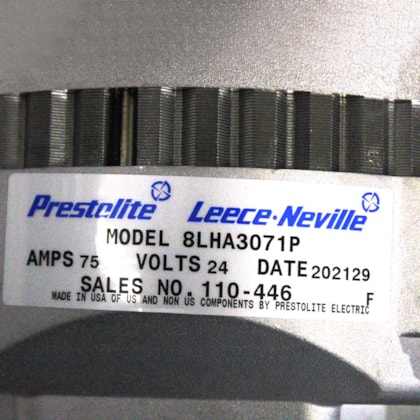 Prestolite Leece-Neville
MODEL 8LHA3071P
AMPS 75 VOLTS 24 DATE 202129
SALES NO. 110-446
MADE IN USA OF US AND NON US COMPONENTS BY PRESTOLITE ELECTRIC F